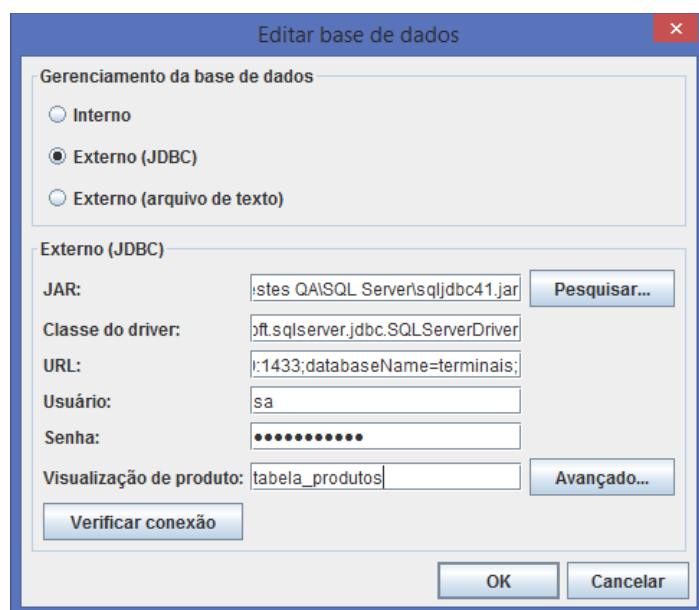 Editar base de dados
Gerenciamento da base de dados
Interno
Externo (JDBC)
Externo (arquivo de texto)
Externo (JDBC)
JAR: estes QA\SQL Server\sqljdbc41.jar Pesquisar...
Classe do driver: oft.sqlserver.jdbc.SQLServerDriver
URL: :1433;databaseName=terminais;
Usuário: sa
Senha: •••••••••••
Visualização de produto: tabela_produtos Avançado...
Verificar conexão
OK Cancelar